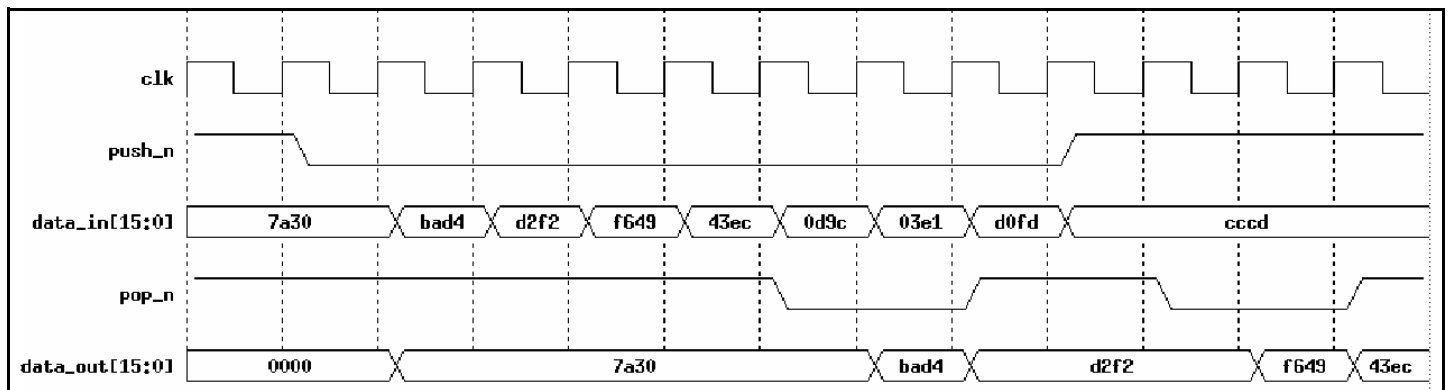 clk
push_n
data_in[15:0] 7a30 bad4 d2f2 f649 43ec 0d9c 03e1 d0fd cccd
pop_n
data_out[15:0] 0000 7a30 bad4 d2f2 f649 43ec